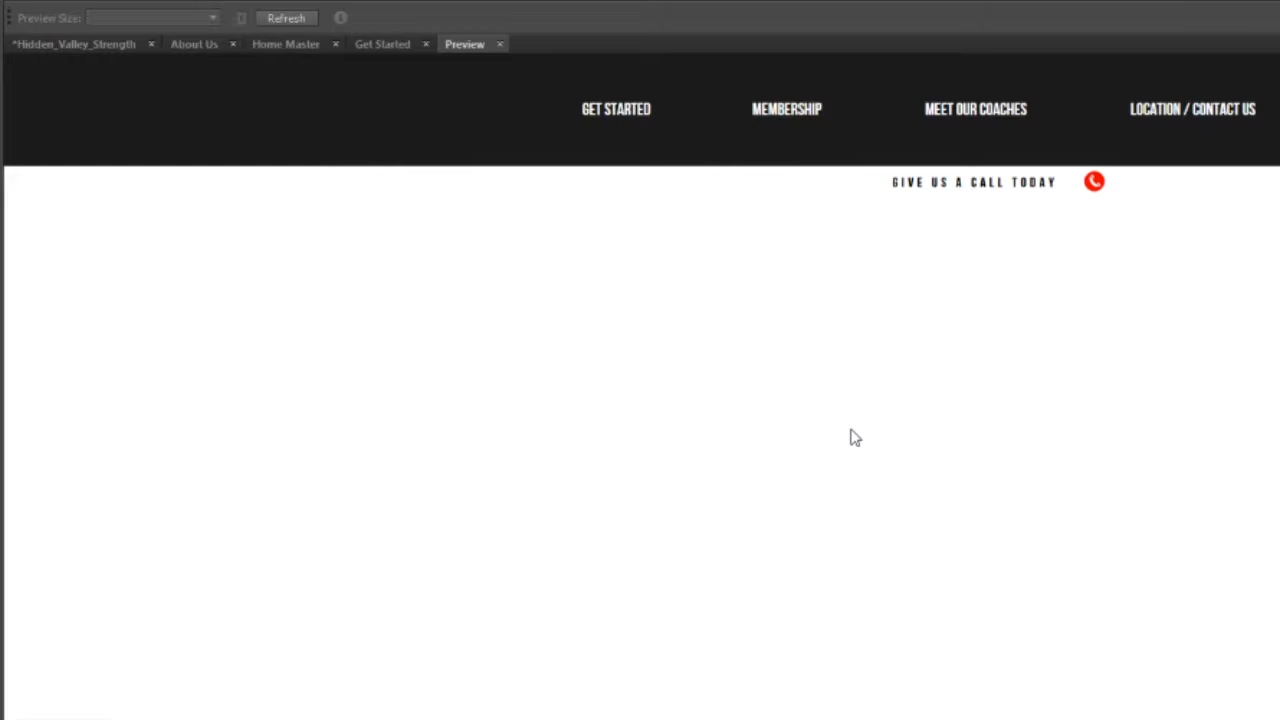 Preview Size:
Refresh
*Hidden_Valley_Strength
About Us
Home Master
Get Started
Preview
GET STARTED
MEMBERSHIP
MEET OUR COACHES
LOCATION / CONTACT US
GIVE US A CALL TODAY